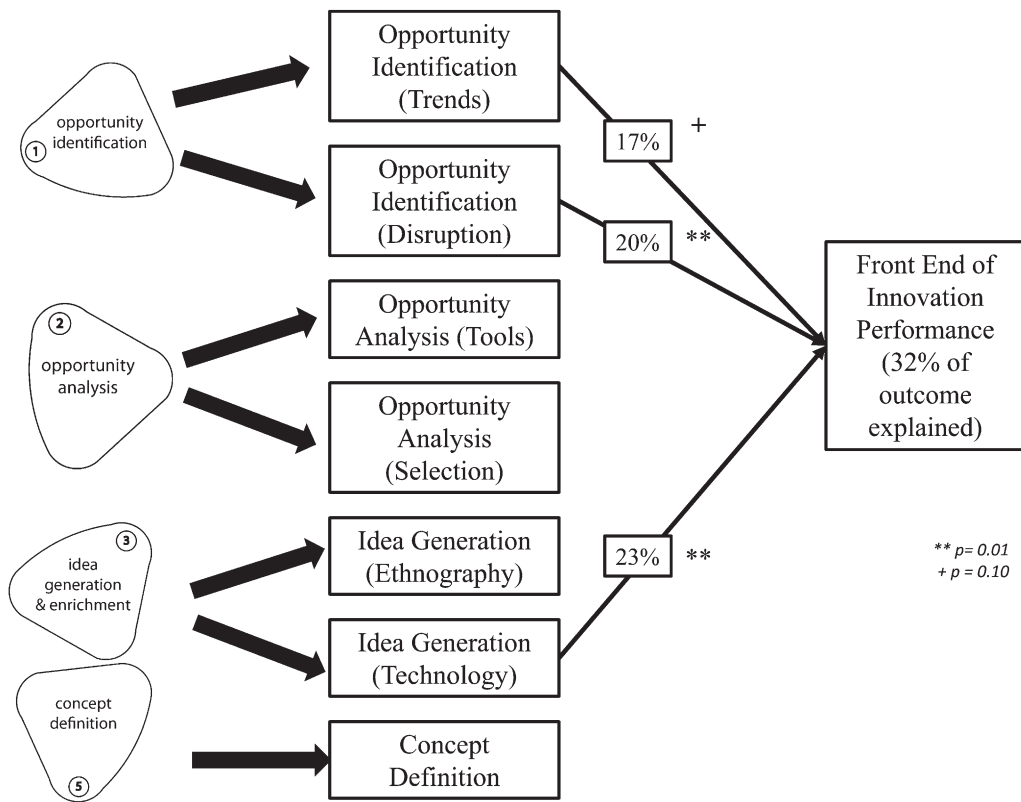 opportunity
identification
1
Opportunity
Identification
(Trends)
17%
+
Opportunity
Identification
(Disruption)
20%
**
2
opportunity
analysis
Opportunity
Analysis (Tools)
Opportunity
Analysis
(Selection)
Front End of
Innovation
Performance
(32% of
outcome
explained)
3
idea
generation
& enrichment
Idea Generation
(Ethnography)
23%
**
Idea Generation
(Technology)
** p= 0.01
+ p = 0.10
concept
definition
5
Concept
Definition